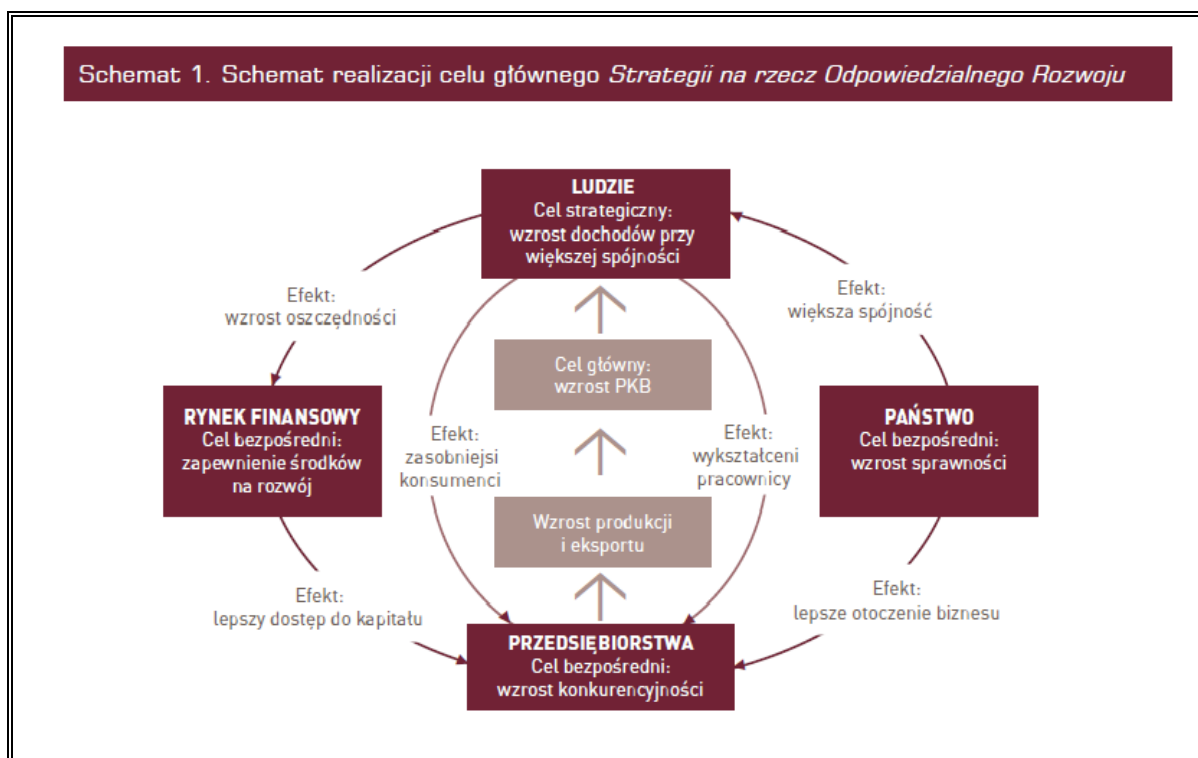 Schemat 1. Schemat realizacji celu głównego Strategii na rzecz Odpowiedzialnego Rozwoju
LUDZIE
Cel strategiczny:
wzrost dochodów przy
większej spójności
Efekt:
wzrost oszczędności
Efekt:
większa spójność
Cel główny:
wzrost PKB
RYNEK FINANSOWY
Cel bezpośredni:
zapewnienie środków
na rozwój
Efekt:
zasobniejsi
konsumenci
Efekt:
wykształceni
pracownicy
PAŃSTWO
Cel bezpośredni:
wzrost sprawności
Wzrost produkcji
i eksportu
Efekt:
lepszy dostęp do kapitału
Efekt:
lepsze otoczenie biznesu
PRZEDSIĘBIORSTWA
Cel bezpośredni:
wzrost konkurencyjności